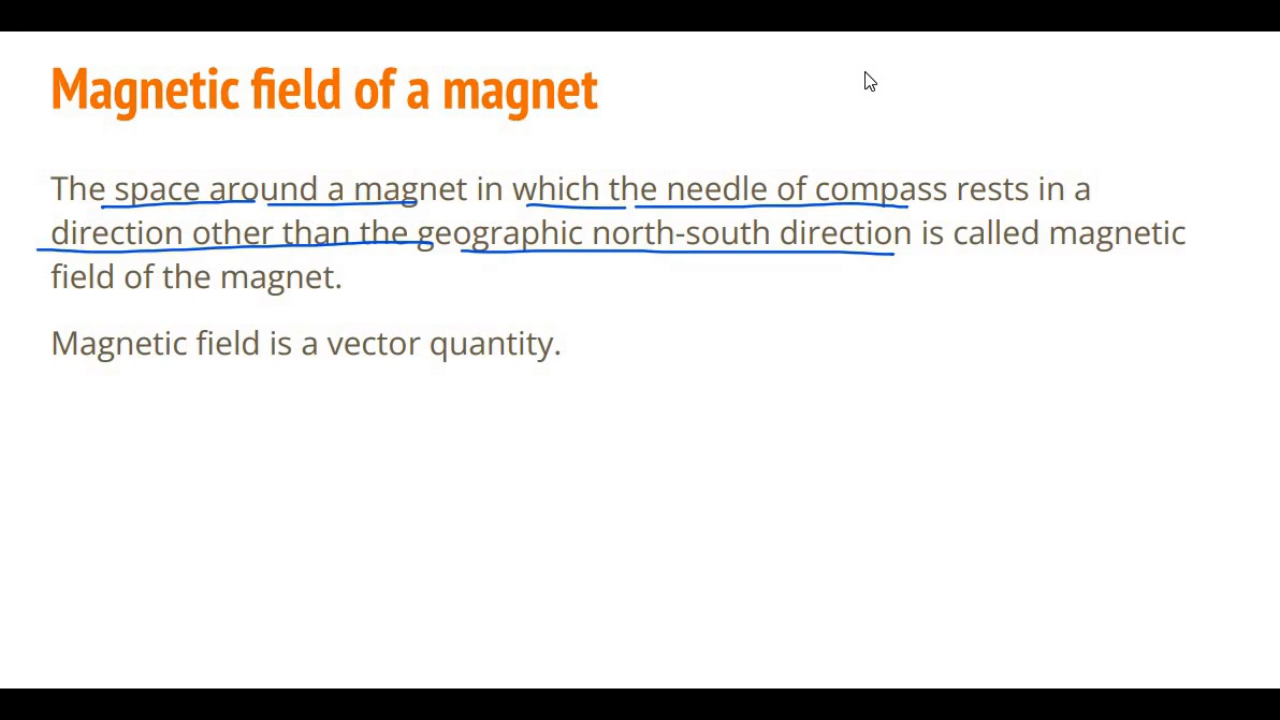 Magnetic field of a magnet
The space around a magnet in which the needle of compass rests in a
direction other than the geographic north-south direction is called magnetic
field of the magnet.
Magnetic field is a vector quantity.